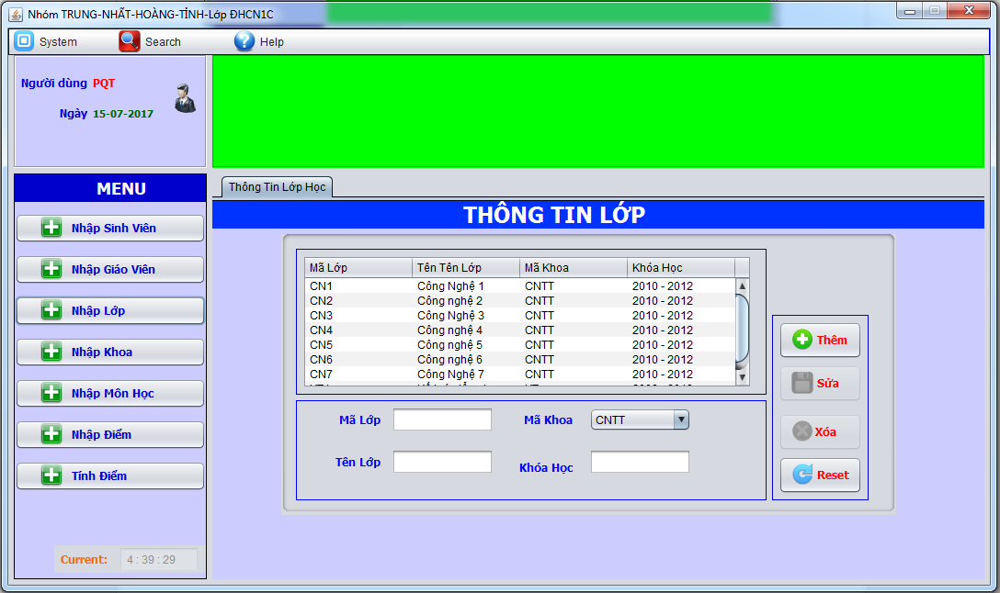 Nhóm TRUNG-NHẤT-HOÀNG-TỈNH-Lớp ĐHCN1C
System Search Help
Người dùng PQT
Ngày 15-07-2017
MENU
Nhập Sinh Viên
Nhập Giáo Viên
Nhập Lớp
Nhập Khoa
Nhập Môn Học
Nhập Điểm
Tính Điểm
Current: 4 : 39 : 29
Thông Tin Lớp Học
THÔNG TIN LỚP
Mã Lớp Tên Tên Lớp Mã Khoa Khóa Học
CN1 Công Nghệ 1 CNTT 2010 - 2012
CN2 Công nghệ 2 CNTT 2010 - 2012
CN3 Công Nghệ 3 CNTT 2010 - 2012
CN4 Công nghệ 4 CNTT 2010 - 2012
CN5 Công nghệ 5 CNTT 2010 - 2012
CN6 Công nghệ 6 CNTT 2010 - 2012
CN7 Công Nghệ 7 CNTT 2010 - 2012
Mã Lớp Mã Khoa CNTT
Tên Lớp Khóa Học
Thêm
Sửa
Xóa
Reset